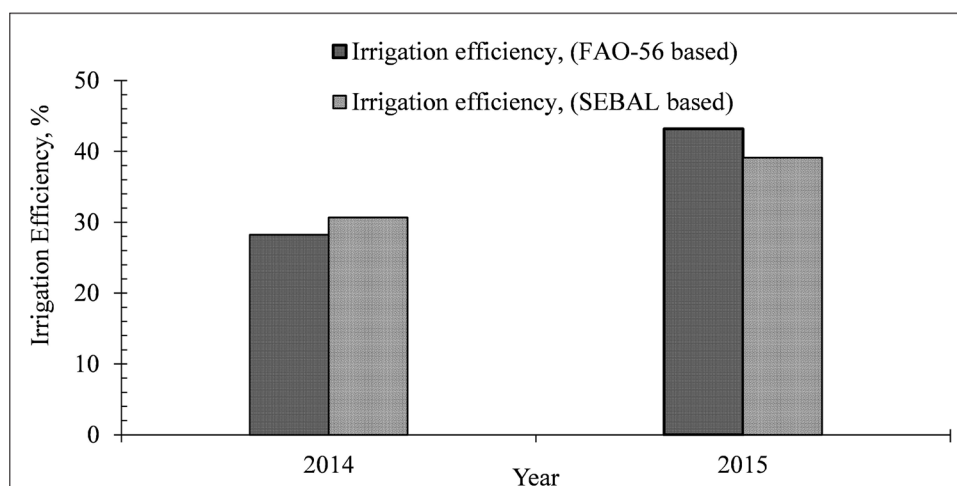 Irrigation efficiency, (FAO-56 based)
Irrigation efficiency, (SEBAL based)
Irrigation Efficiency, %
50
40
30
20
10
0
2014
2015
Year